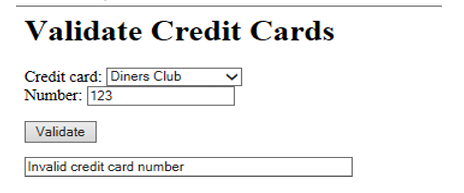 Validate Credit Cards
Credit card: Diners Club
Number: 123
Validate
Invalid credit card number